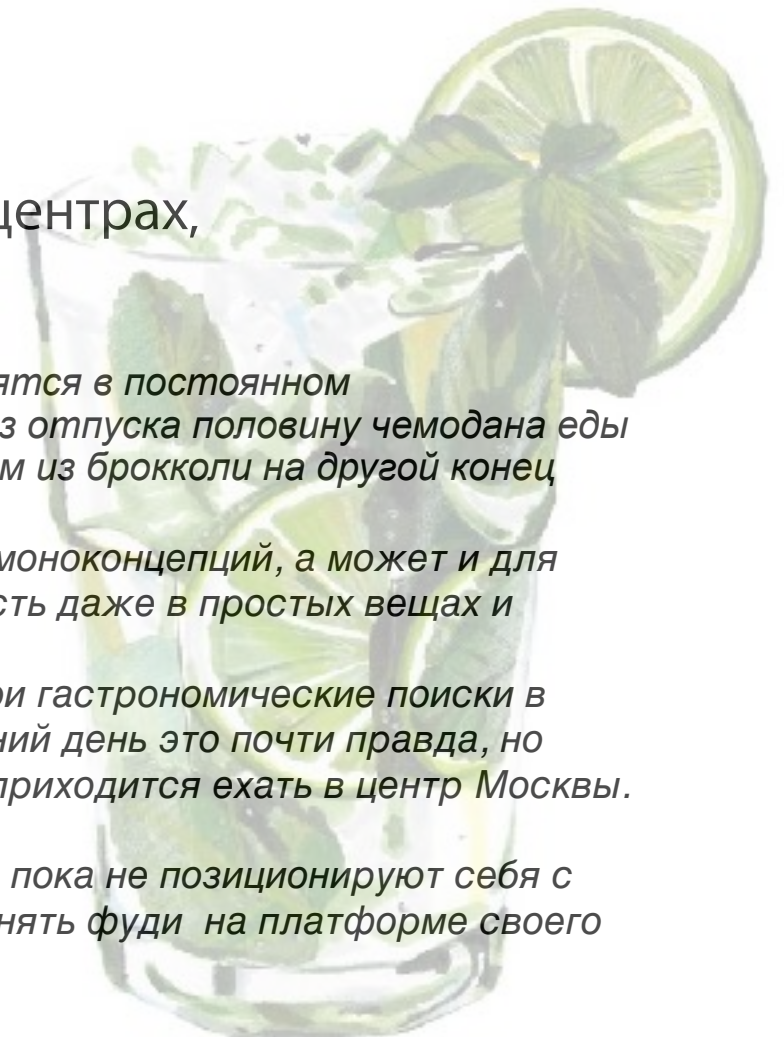 центрах,
ятся в постоянном
з отпуска половину чемодана еды
м из брокколи на другой конец
моноконцепций, а может и для
сть даже в простых вещах и
ри гастрономические поиски в
ний день это почти правда, но
приходится ехать в центр Москвы.
пока не позиционируют себя с
нять фуди на платформе своего